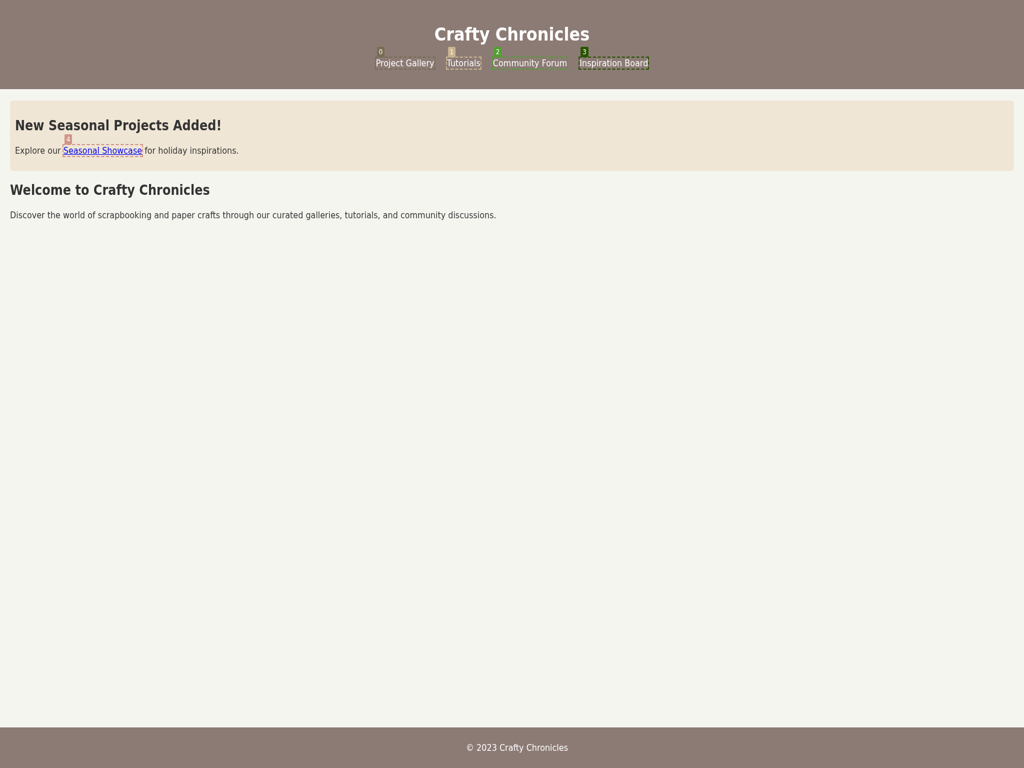 Crafty Chronicles
0 1 2 3
Project Gallery Tutorials Community Forum Inspiration Board
New Seasonal Projects Added!
4
Explore our Seasonal Showcase for holiday inspirations.
Welcome to Crafty Chronicles
Discover the world of scrapbooking and paper crafts through our curated galleries, tutorials, and community discussions.
© 2023 Crafty Chronicles